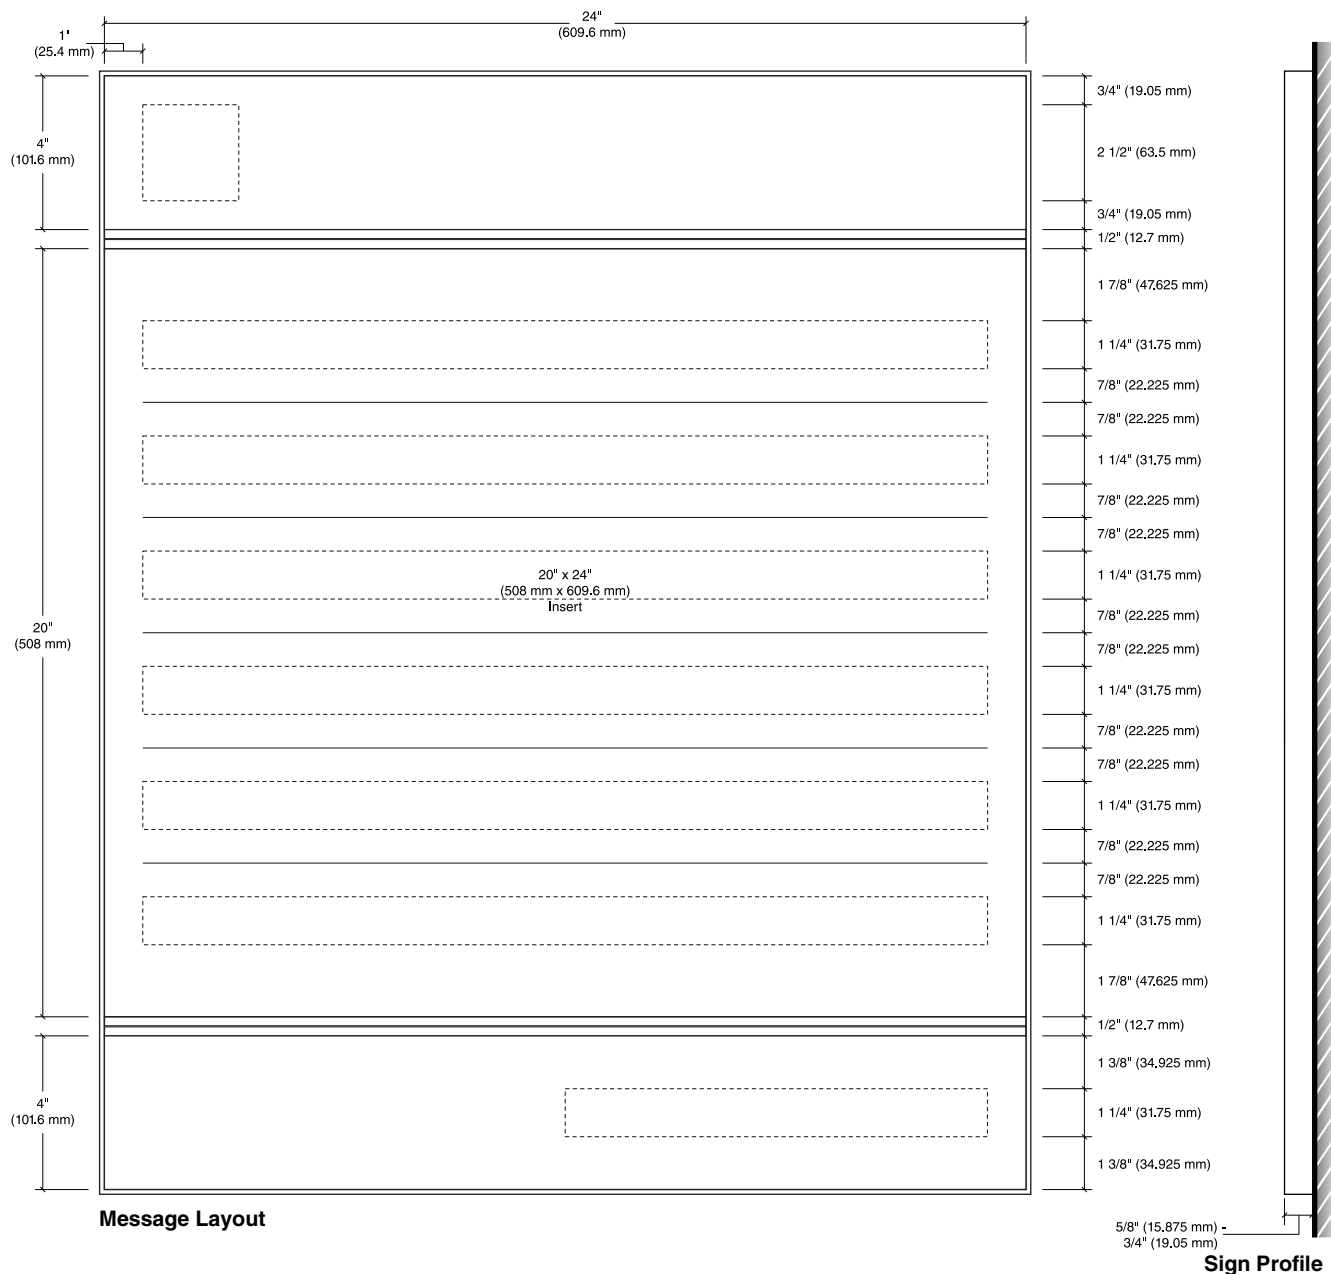 24"
(609.6 mm)
1"
(25.4 mm)
4"
(101.6 mm)
20"
(508 mm)
4"
(101.6 mm)
20" x 24"
(508 mm x 609.6 mm)
Insert
3/4" (19.05 mm)
2 1/2" (63.5 mm)
3/4" (19.05 mm)
1/2" (12.7 mm)
1 7/8" (47.625 mm)
1 1/4" (31.75 mm)
7/8" (22.225 mm)
7/8" (22.225 mm)
1 1/4" (31.75 mm)
7/8" (22.225 mm)
7/8" (22.225 mm)
1 1/4" (31.75 mm)
7/8" (22.225 mm)
7/8" (22.225 mm)
1 1/4" (31.75 mm)
7/8" (22.225 mm)
7/8" (22.225 mm)
1 1/4" (31.75 mm)
7/8" (22.225 mm)
7/8" (22.225 mm)
1 1/4" (31.75 mm)
1 7/8" (47.625 mm)
1/2" (12.7 mm)
1 3/8" (34.925 mm)
1 1/4" (31.75 mm)
1 3/8" (34.925 mm)
Message Layout
5/8" (15.875 mm) -
3/4" (19.05 mm)
Sign Profile